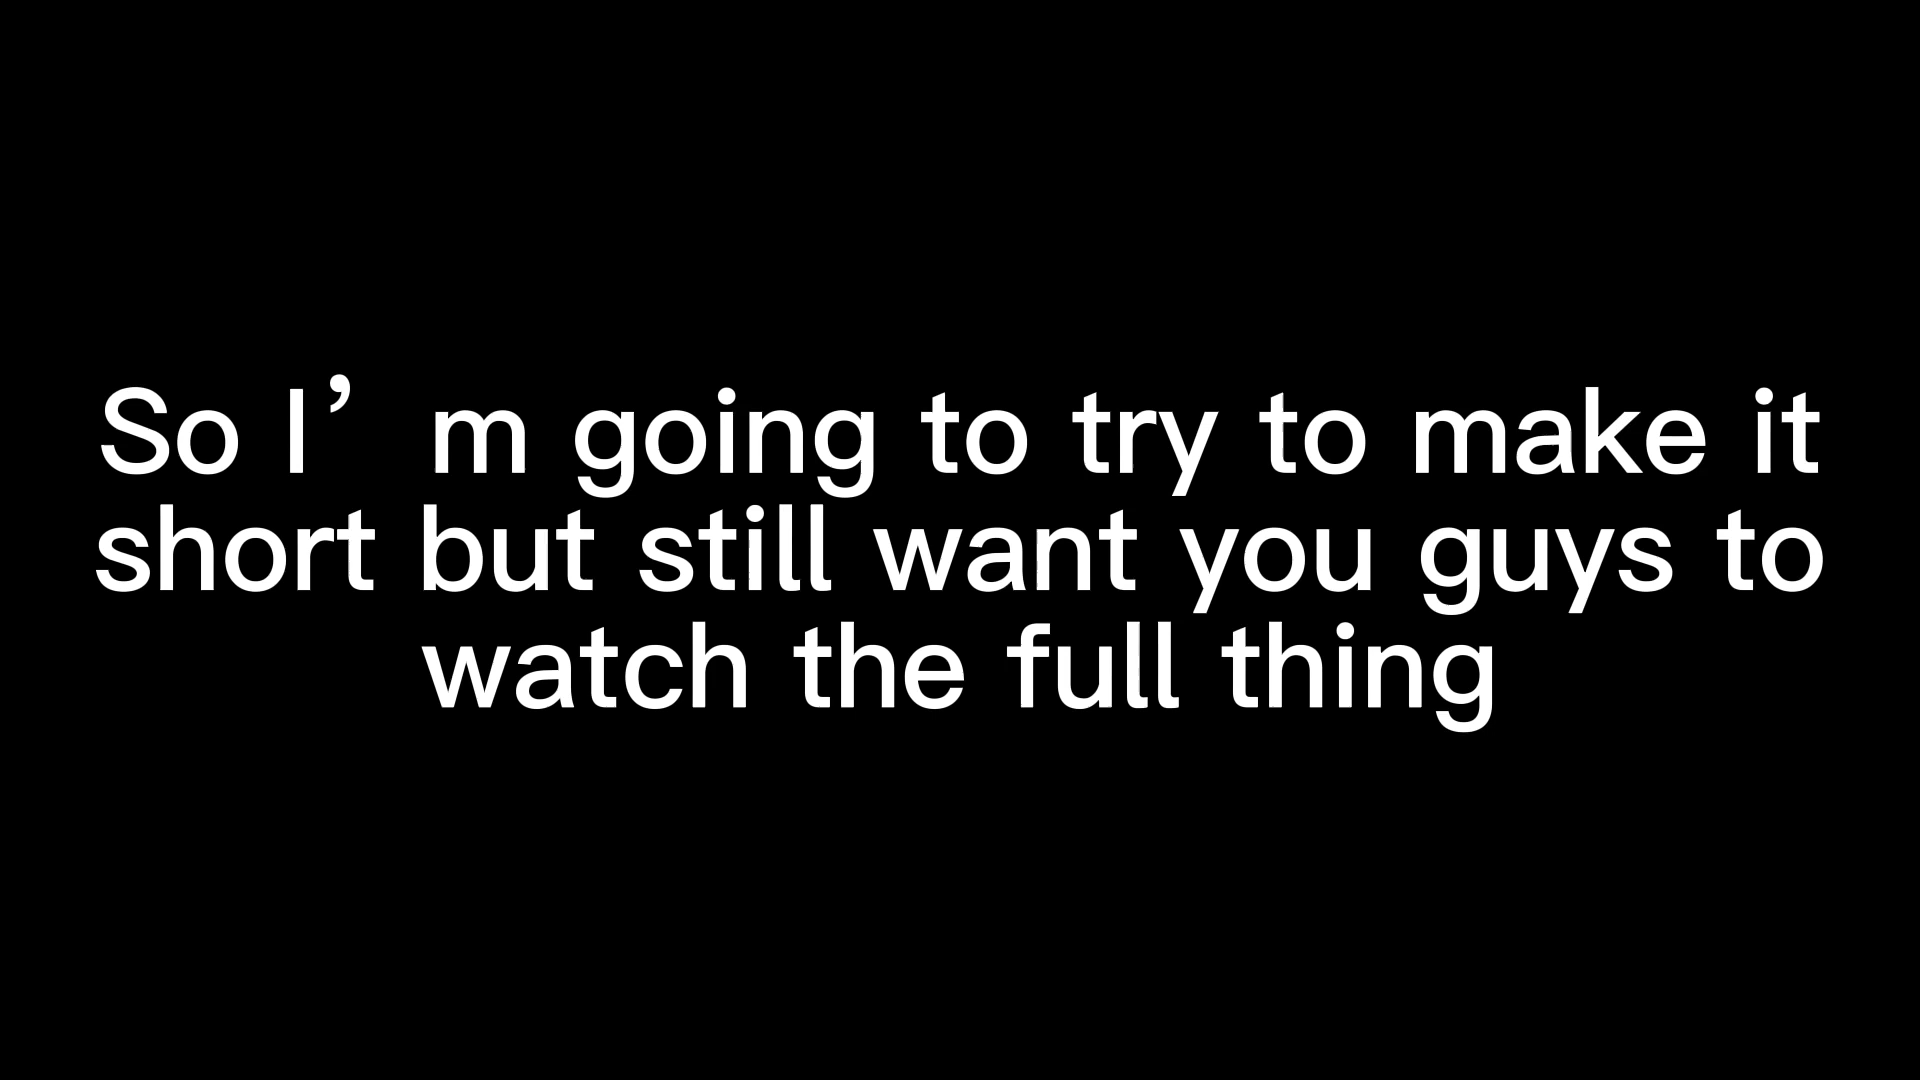 So I’m going to try to make it
short but still want you guys to
watch the full thing